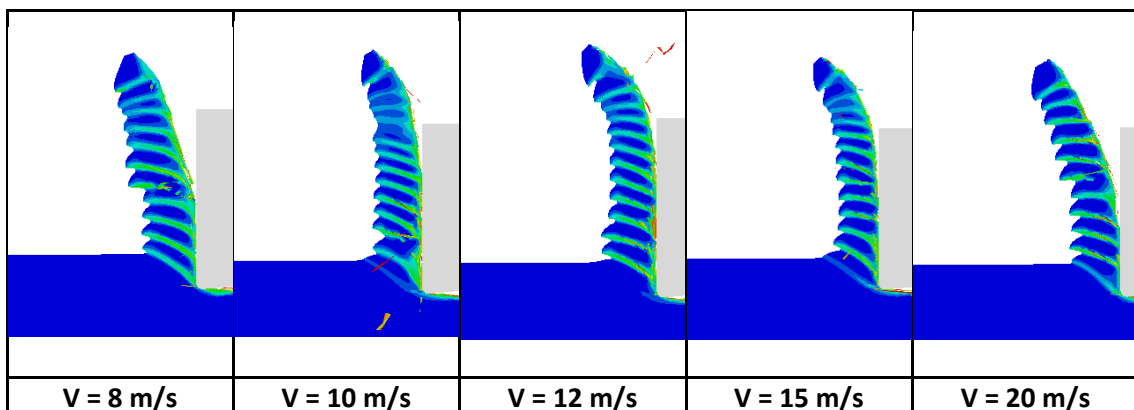 V = 8 m/s V = 10 m/s V = 12 m/s V = 15 m/s V = 20 m/s